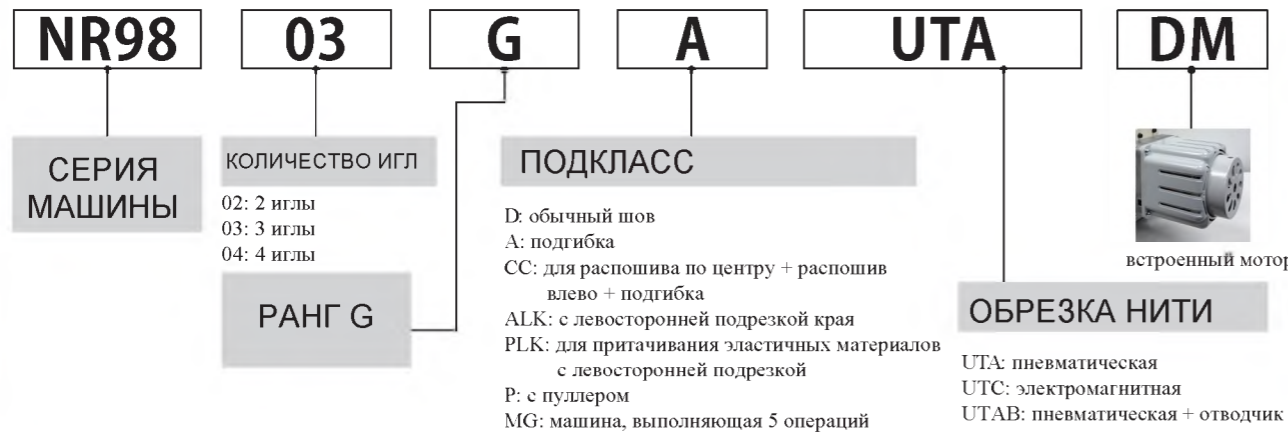 NR98 03 G A UTA DM
СЕРИЯ
МАШИНЫ
КОЛИЧЕСТВО ИГЛ
02: 2 иглы
03: 3 иглы
04: 4 иглы
РАНГ G
ПОДКЛАСС
D: обычный шов
A: подгибка
CC: для распошива по центру + распошив
влево + подгибка
ALK: с левосторонней подрезкой края
PLK: для притачивания эластичных материалов
с левосторонней подрезкой
P: с пуллером
MG: машина, выполняющая 5 операций
встроенный мотор
ОБРЕЗКА НИТИ
UTA: пневматическая
UTC: электромагнитная
UTAB: пневматическая + отводчик